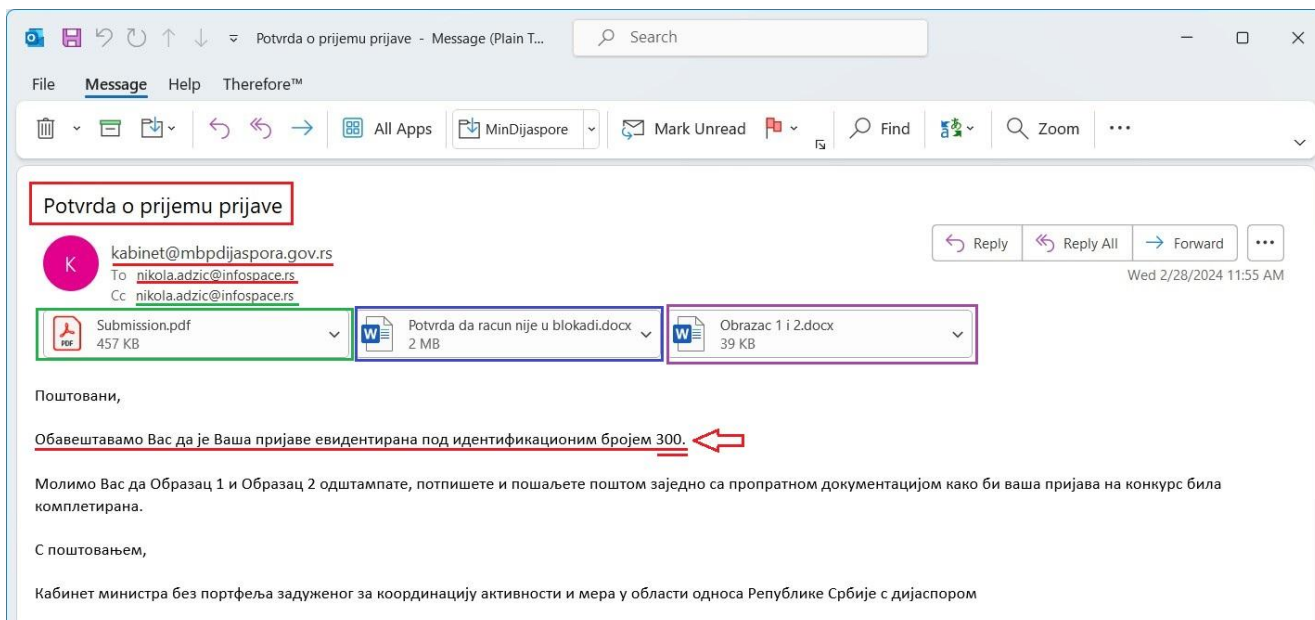 Potvrda o prijemu prijave - Message (Plain T...
Search
File Message Help Therefore™
All Apps MinDijaspore Mark Unread Find Zoom
Potvrda o prijemu prijave
K
kabinet@mbpdijaspora.gov.rs
To nikola.adzic@infospace.rs
Cc nikola.adzic@infospace.rs
Reply Reply All Forward
Wed 2/28/2024 11:55 AM
PDF
Submission.pdf
457 KB
W
Potvrda da racun nije u blokadi.docx
2 MB
W
Obrazac 1 i 2.docx
39 KB
Поштовани,
Обавештавамо Вас да је Ваша пријаве евидентирана под идентификационим бројем 300.
Молимо Вас да Образац 1 и Образац 2 одштампате, потпишете и пошаљете поштом заједно са пропратном документацијом како би ваша пријава на конкурс била
комплетирана.
С поштовањем,
Кабинет министра без портфеља задуженог за координацију активности и мера у области односа Републике Србије с дијаспором